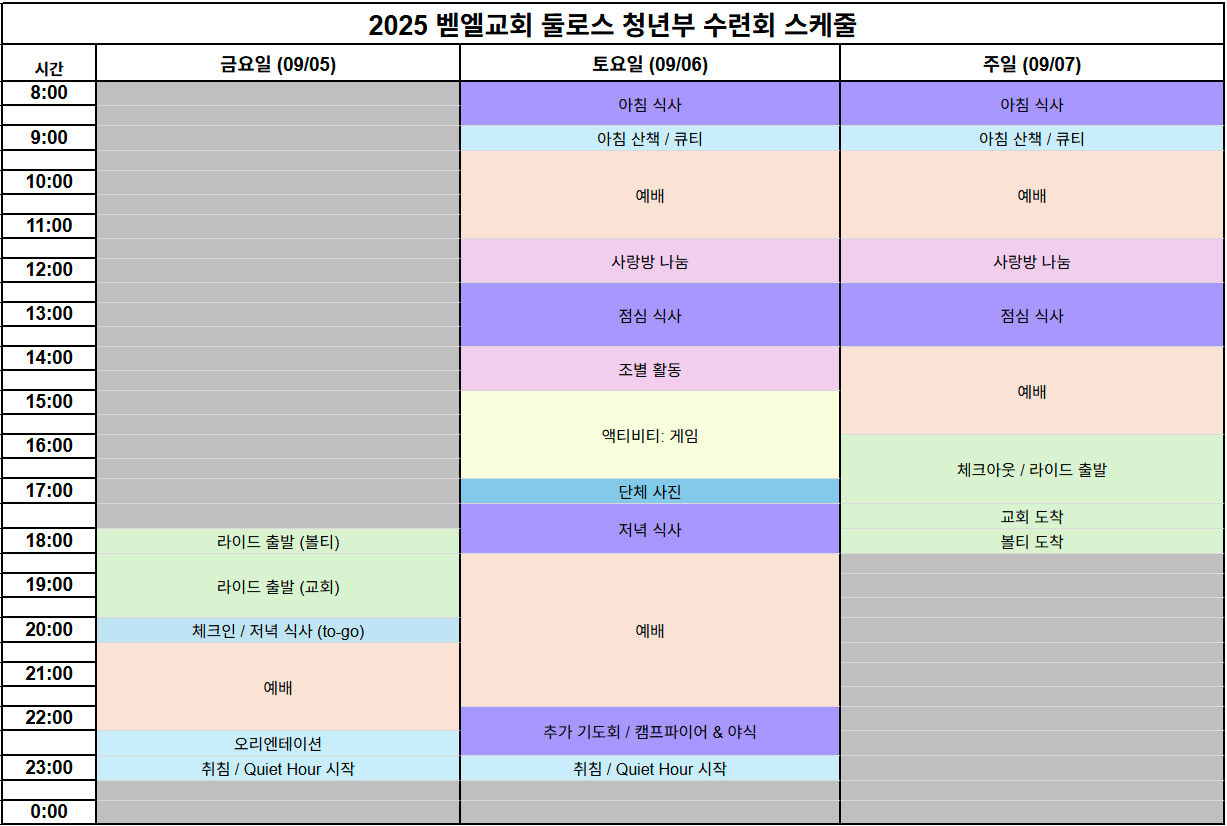 2025 벧엘교회 둘로스 청년부 수련회 스케줄
시간 금요일 (09/05) 토요일 (09/06) 주일 (09/07)
8:00 아침 식사 아침 식사
9:00 아침 산책 / 큐티 아침 산책 / 큐티
10:00 예배 예배
11:00
12:00 사랑방 나눔 사랑방 나눔
13:00 점심 식사 점심 식사
14:00 조별 활동
15:00 예배
16:00 액티비티: 게임
체크아웃 / 라이드 출발
17:00 단체 사진
교회 도착
저녁 식사
18:00 라이드 출발 (볼티) 볼티 도착
19:00 라이드 출발 (교회)
20:00 체크인 / 저녁 식사 (to-go) 예배
21:00 예배
22:00 추가 기도회 / 캠프파이어 & 야식
오리엔테이션
23:00 취침 / Quiet Hour 시작 취침 / Quiet Hour 시작
0:00